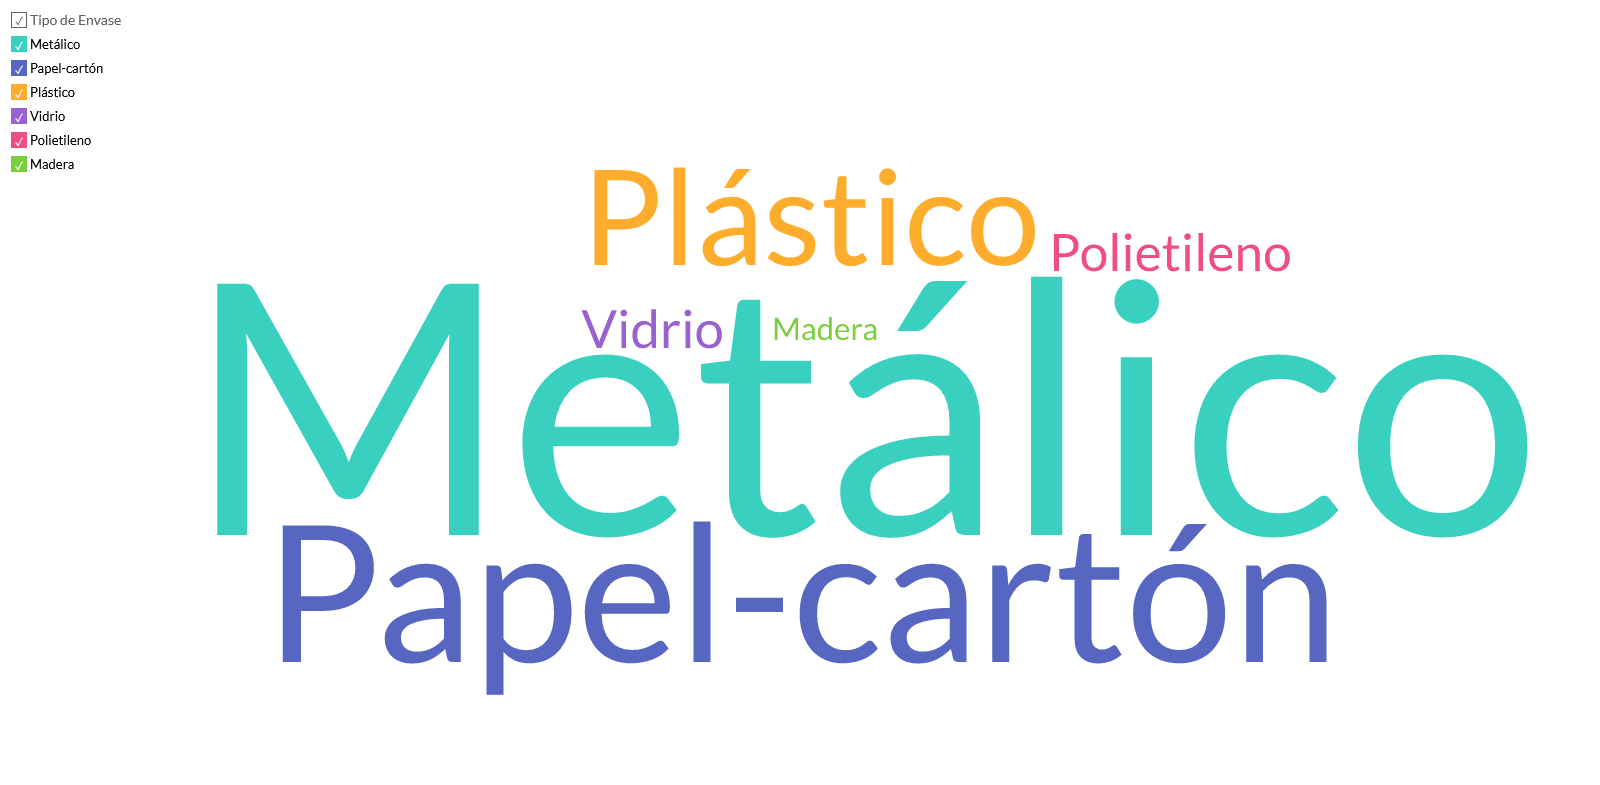 Tipo de Envase
Metálico
Papel-cartón
Plástico
Vidrio
Polietileno
Madera
Plástico
Polietileno
Vidrio
Madera
Metálico
Papel-cartón